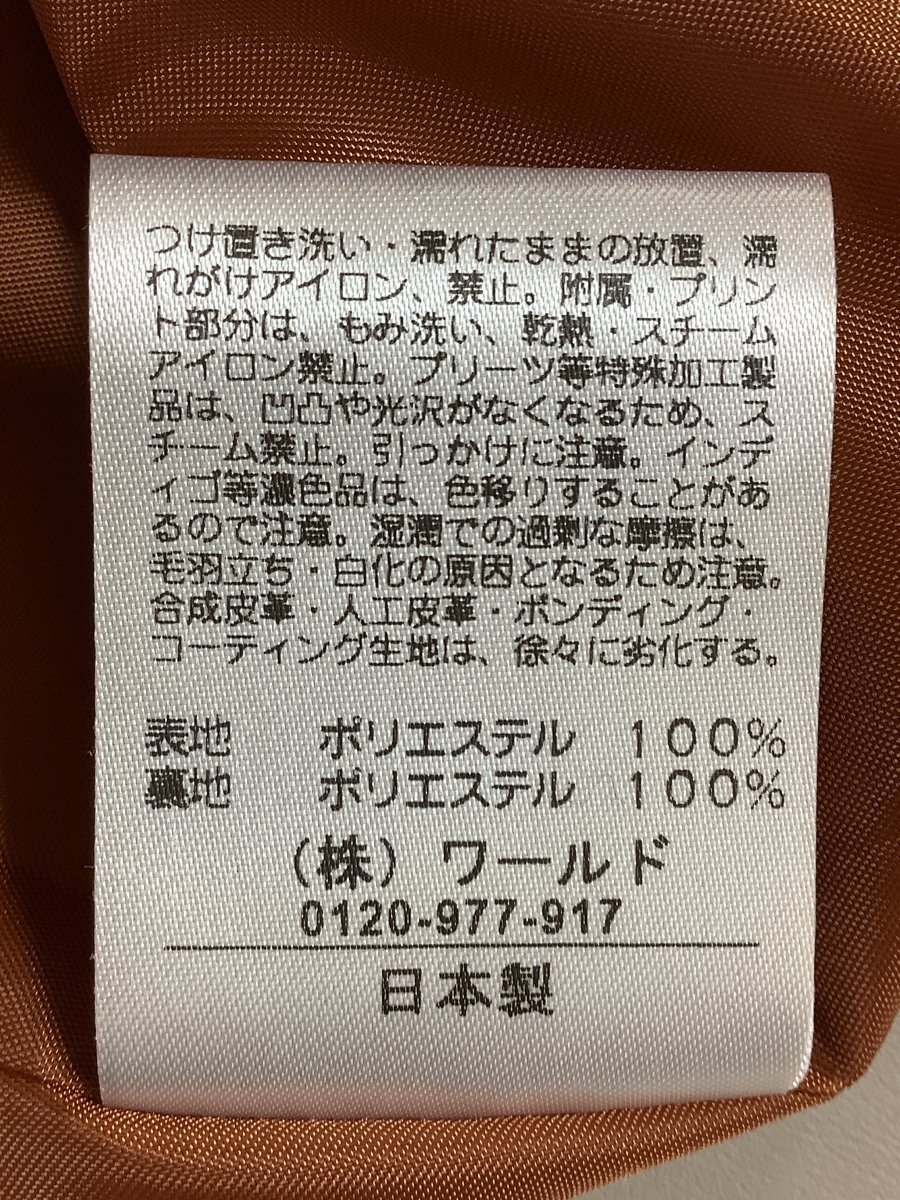 つけ置き洗い・濡れたままの放置、濡
れがけアイロン、禁止。附属・プリン
ト部分は、もみ洗い、乾熱・スチーム
アイロン禁止。プリーツ等特殊加工製
品は、凹凸や光沢がなくなるため、ス
チーム禁止。引っかけに注意。インデ
ィゴ等濃色品は、色移りすることがあ
るので注意。湿潤での過剰な摩擦は、
毛羽立ち・白化の原因となるため注意。
合成皮革・人工皮革・ボンディング・
コーティング生地は、徐々に劣化する。
表地 ポリエステル 100%
裏地 ポリエステル 100%
(株) ワールド
0120-977-917
日本製